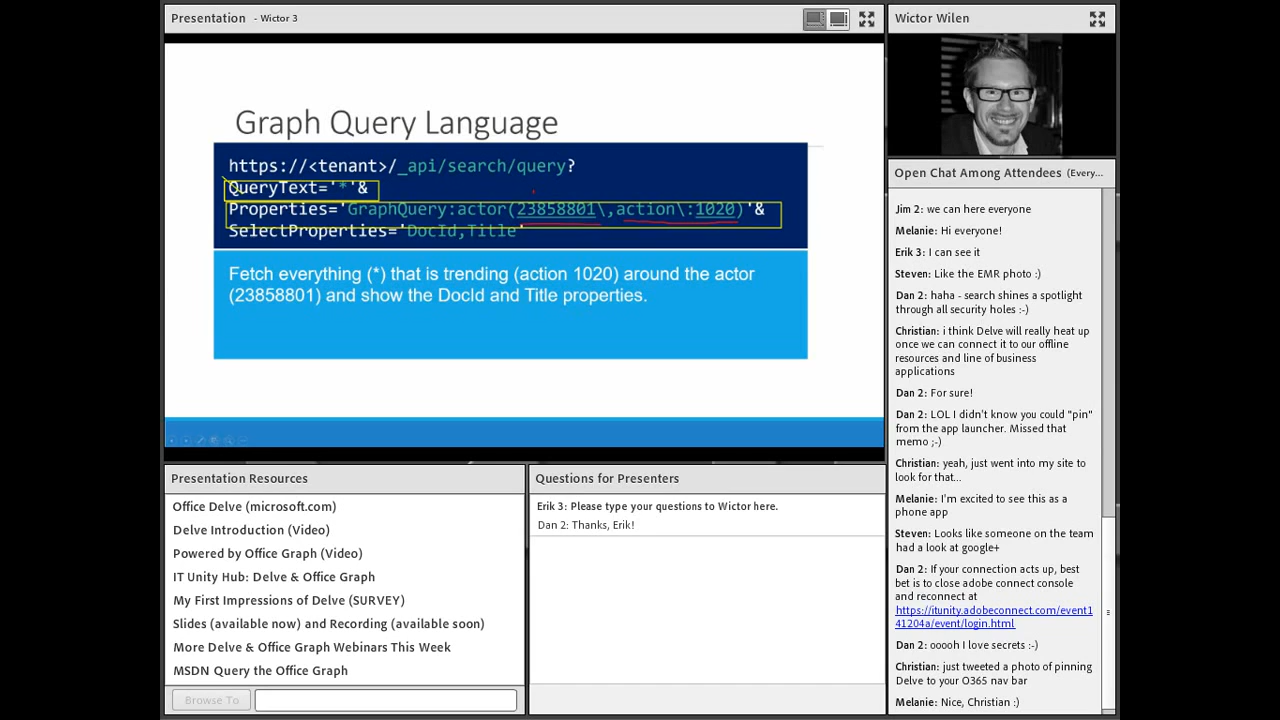 Presentation - Wictor 3
Graph Query Language
https://<tenant>/_api/search/query?
QueryText='*'&
Properties='GraphQuery:actor(23858801\,action\:1020)'&
SelectProperties='DocId,Title'
Fetch everything (*) that is trending (action 1020) around the actor
(23858801) and show the DocId and Title properties.
Presentation Resources
Office Delve (microsoft.com)
Delve Introduction (Video)
Powered by Office Graph (Video)
IT Unity Hub: Delve & Office Graph
My First Impressions of Delve (SURVEY)
Slides (available now) and Recording (available soon)
More Delve & Office Graph Webinars This Week
MSDN Query the Office Graph
Browse To
Questions for Presenters
Erik 3: Please type your questions to Wictor here.
Dan 2: Thanks, Erik!
Wictor Wilen
Open Chat Among Attendees (Every...
Jim 2: we can here everyone
Melanie: Hi everyone!
Erik 3: I can see it
Steven: Like the EMR photo :)
Dan 2: haha - search shines a spotlight
through all security holes :-)
Christian: i think Delve will really heat up
once we can connect it to our offline
resources and line of business
applications
Dan 2: For sure!
Dan 2: LOL I didn't know you could "pin"
from the app launcher. Missed that
memo ;-)
Christian: yeah, just went into my site to
look for that...
Melanie: I'm excited to see this as a
phone app
Steven: Looks like someone on the team
had a look at google+
Dan 2: If your connection acts up, best
bet is to close adobe connect console
and reconnect at
https://itunity.adobeconnect.com/event1
41204a/event/login.html
Dan 2: ooooh I love secrets :-)
Christian: just tweeted a photo of pinning
Delve to your O365 nav bar
Melanie: Nice, Christian :)